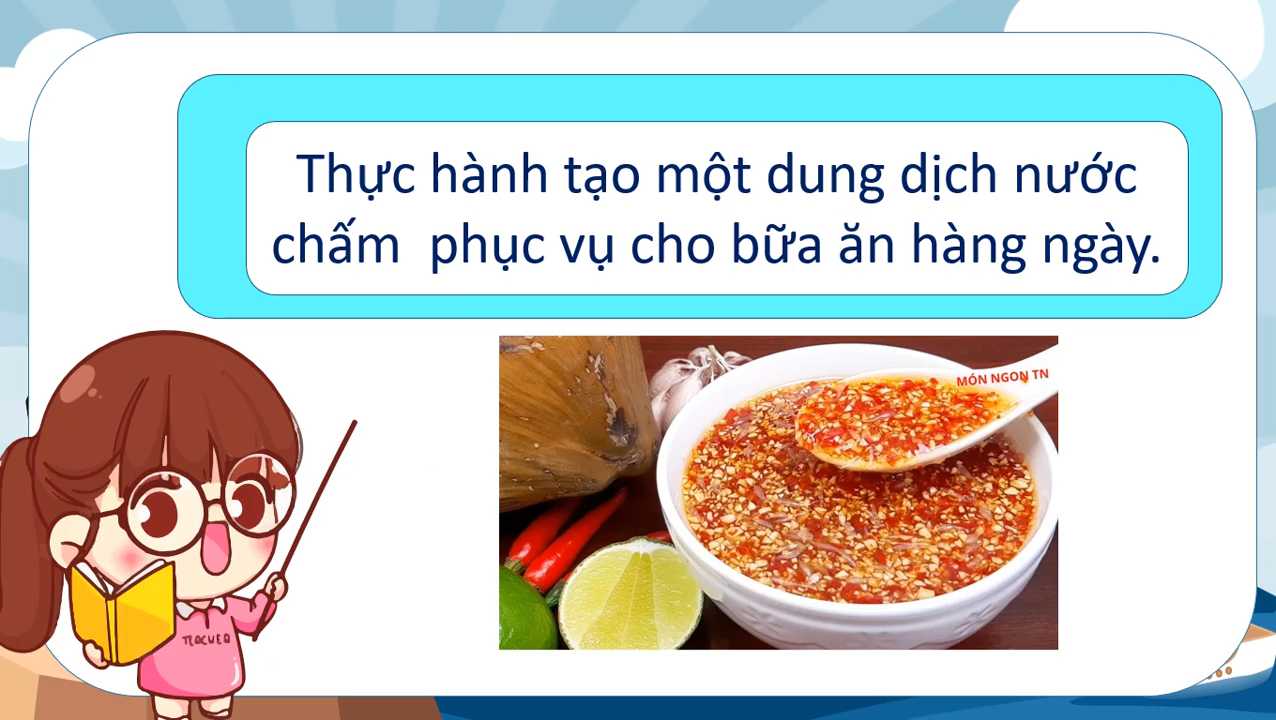 Thực hành tạo một dung dịch nước
chấm phục vụ cho bữa ăn hàng ngày.
MÓN NGON TN